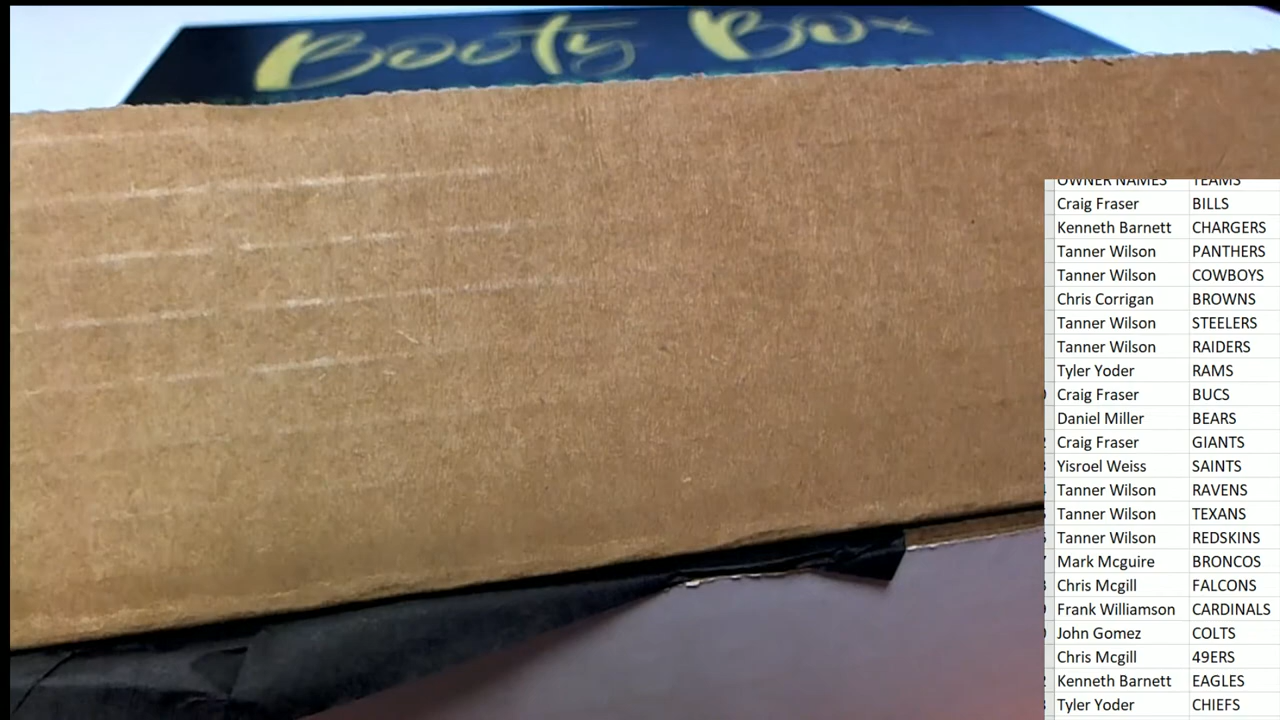 Booty Box
OWNER NAMES TEAMS
Craig Fraser BILLS
Kenneth Barnett CHARGERS
Tanner Wilson PANTHERS
Tanner Wilson COWBOYS
Chris Corrigan BROWNS
Tanner Wilson STEELERS
Tanner Wilson RAIDERS
Tyler Yoder RAMS
Craig Fraser BUCS
Daniel Miller BEARS
Craig Fraser GIANTS
Yisroel Weiss SAINTS
Tanner Wilson RAVENS
Tanner Wilson TEXANS
Tanner Wilson REDSKINS
Mark Mcguire BRONCOS
Chris Mcgill FALCONS
Frank Williamson CARDINALS
John Gomez COLTS
Chris Mcgill 49ERS
Kenneth Barnett EAGLES
Tyler Yoder CHIEFS